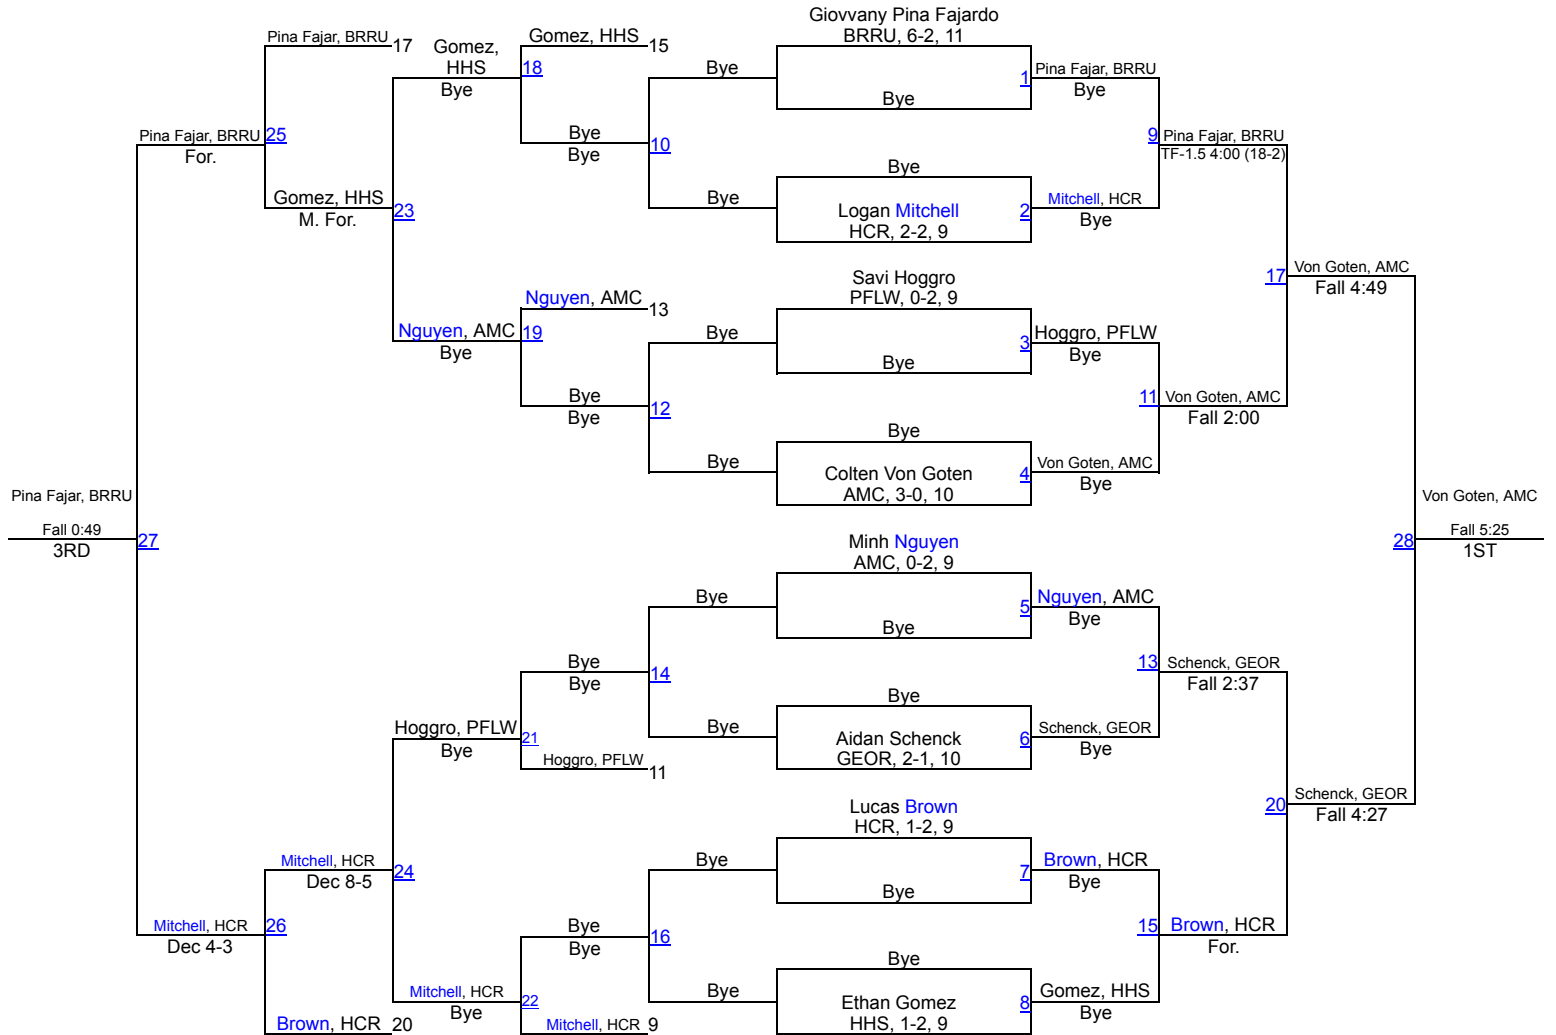 Giovvany Pina Fajardo
BRRU, 6-2, 11
Pina Fajar, BRRU 17
Gomez, HHS
Bye
Gomez, HHS 15
18
Bye
Bye
1 Pina Fajar, BRRU
Bye
Pina Fajar, BRRU 25
For.
Bye
Bye
10
9 Pina Fajar, BRRU
TF-1.5 4:00 (18-2)
Bye
Gomez, HHS 23
M. For.
Bye
Logan Mitchell
HCR, 2-2, 9
2 Mitchell, HCR
Bye
Savi Hoggro
PFLW, 0-2, 9
17 Von Goten, AMC
Fall 4:49
Nguyen, AMC 13
Nguyen, AMC 19
Bye
Bye
Bye
3 Hoggro, PFLW
Bye
Bye
Bye
12
11 Von Goten, AMC
Fall 2:00
Bye
Bye
Colten Von Goten
AMC, 3-0, 10
4 Von Goten, AMC
Bye
Pina Fajar, BRRU
Fall 0:49
3RD
27
Von Goten, AMC
28 Fall 5:25
1ST
Minh Nguyen
AMC, 0-2, 9
Bye
Bye
5 Nguyen, AMC
Bye
Bye
Bye
14
13 Schenck, GEOR
Fall 2:37
Bye
Hoggro, PFLW 21
Bye
Hoggro, PFLW 11
Bye
Aidan Schenck
GEOR, 2-1, 10
6 Schenck, GEOR
Bye
Lucas Brown
HCR, 1-2, 9
20 Schenck, GEOR
Fall 4:27
Mitchell, HCR 24
Dec 8-5
Bye
Bye
7 Brown, HCR
Bye
Mitchell, HCR 26
Dec 4-3
Bye
Bye
16
15 Brown, HCR
For.
Bye
Mitchell, HCR 22
Bye
Bye
Ethan Gomez
HHS, 1-2, 9
8 Gomez, HHS
Bye
Brown, HCR 20
Mitchell, HCR 9